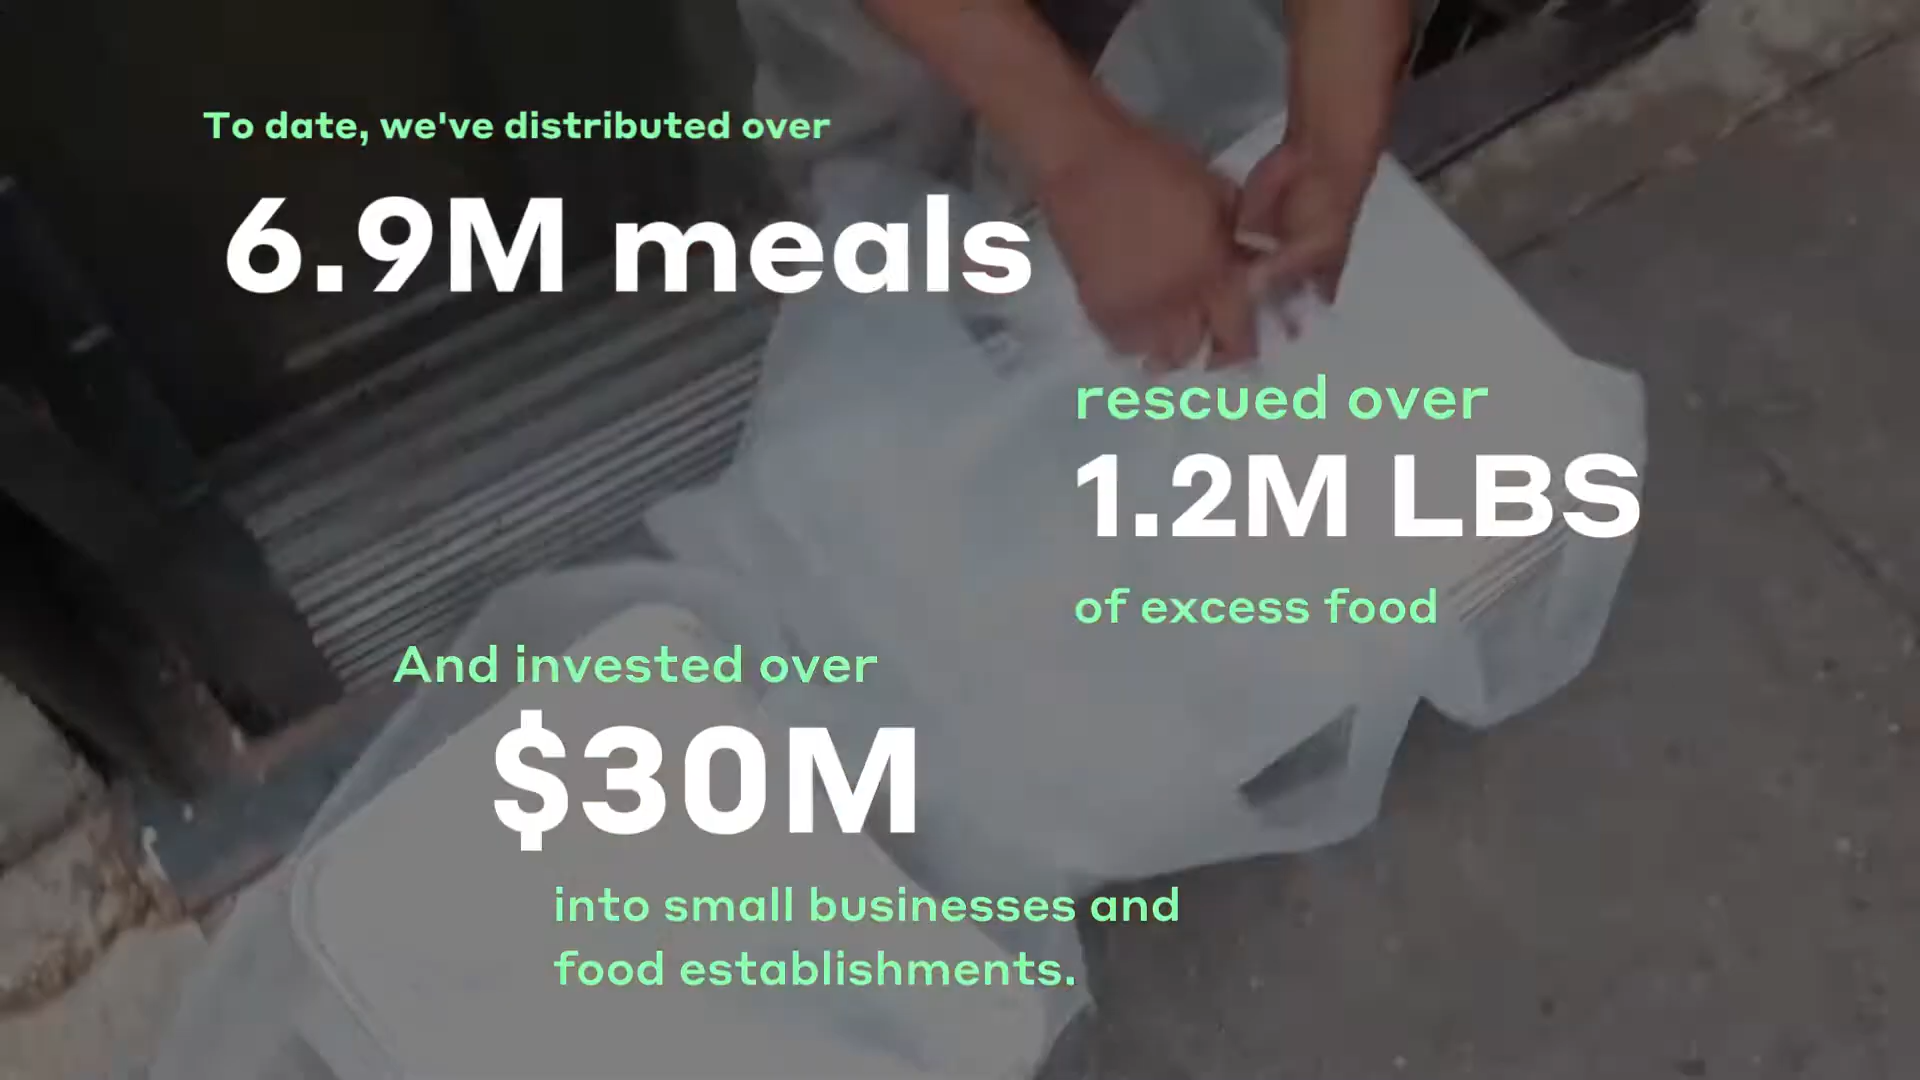 To date, we've distributed over
6.9M meals
rescued over
1.2M LBS
of excess food
And invested over
$30M
into small businesses and
food establishments.